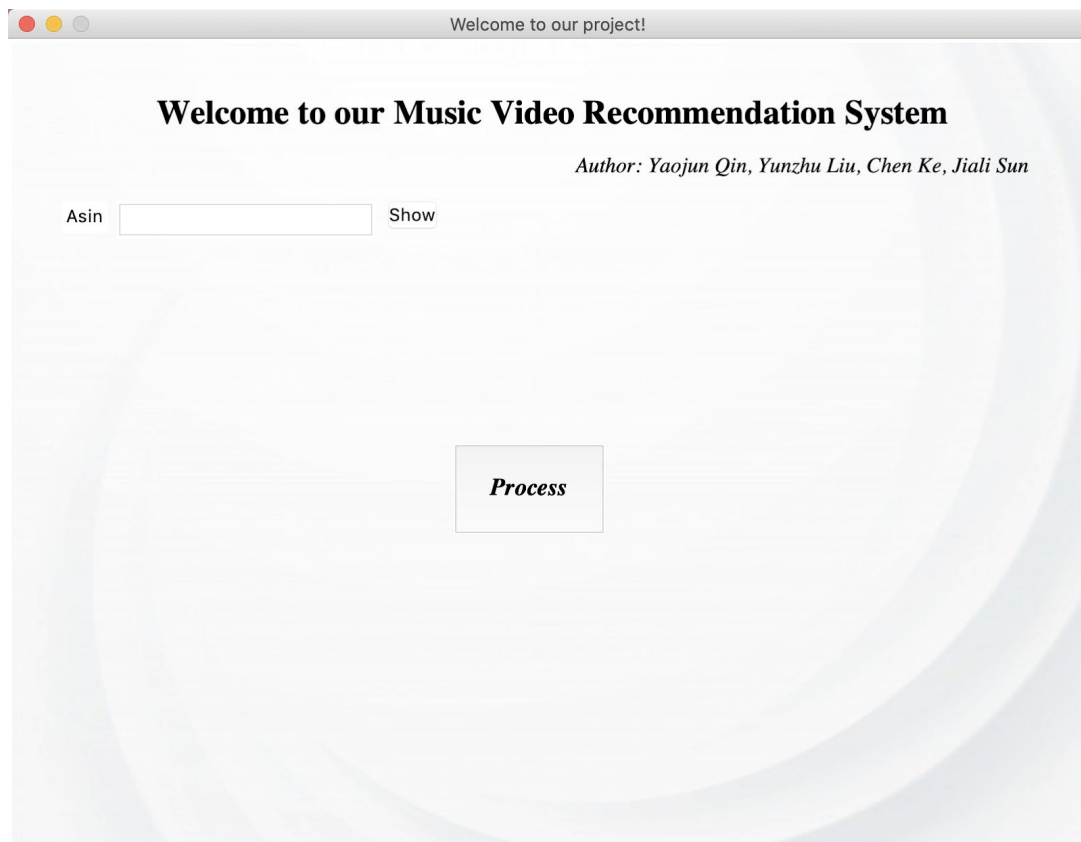 Welcome to our project!
Welcome to our Music Video Recommendation System
Author: Yaojun Qin, Yunzhu Liu, Chen Ke, Jiali Sun
Asin Show
Process